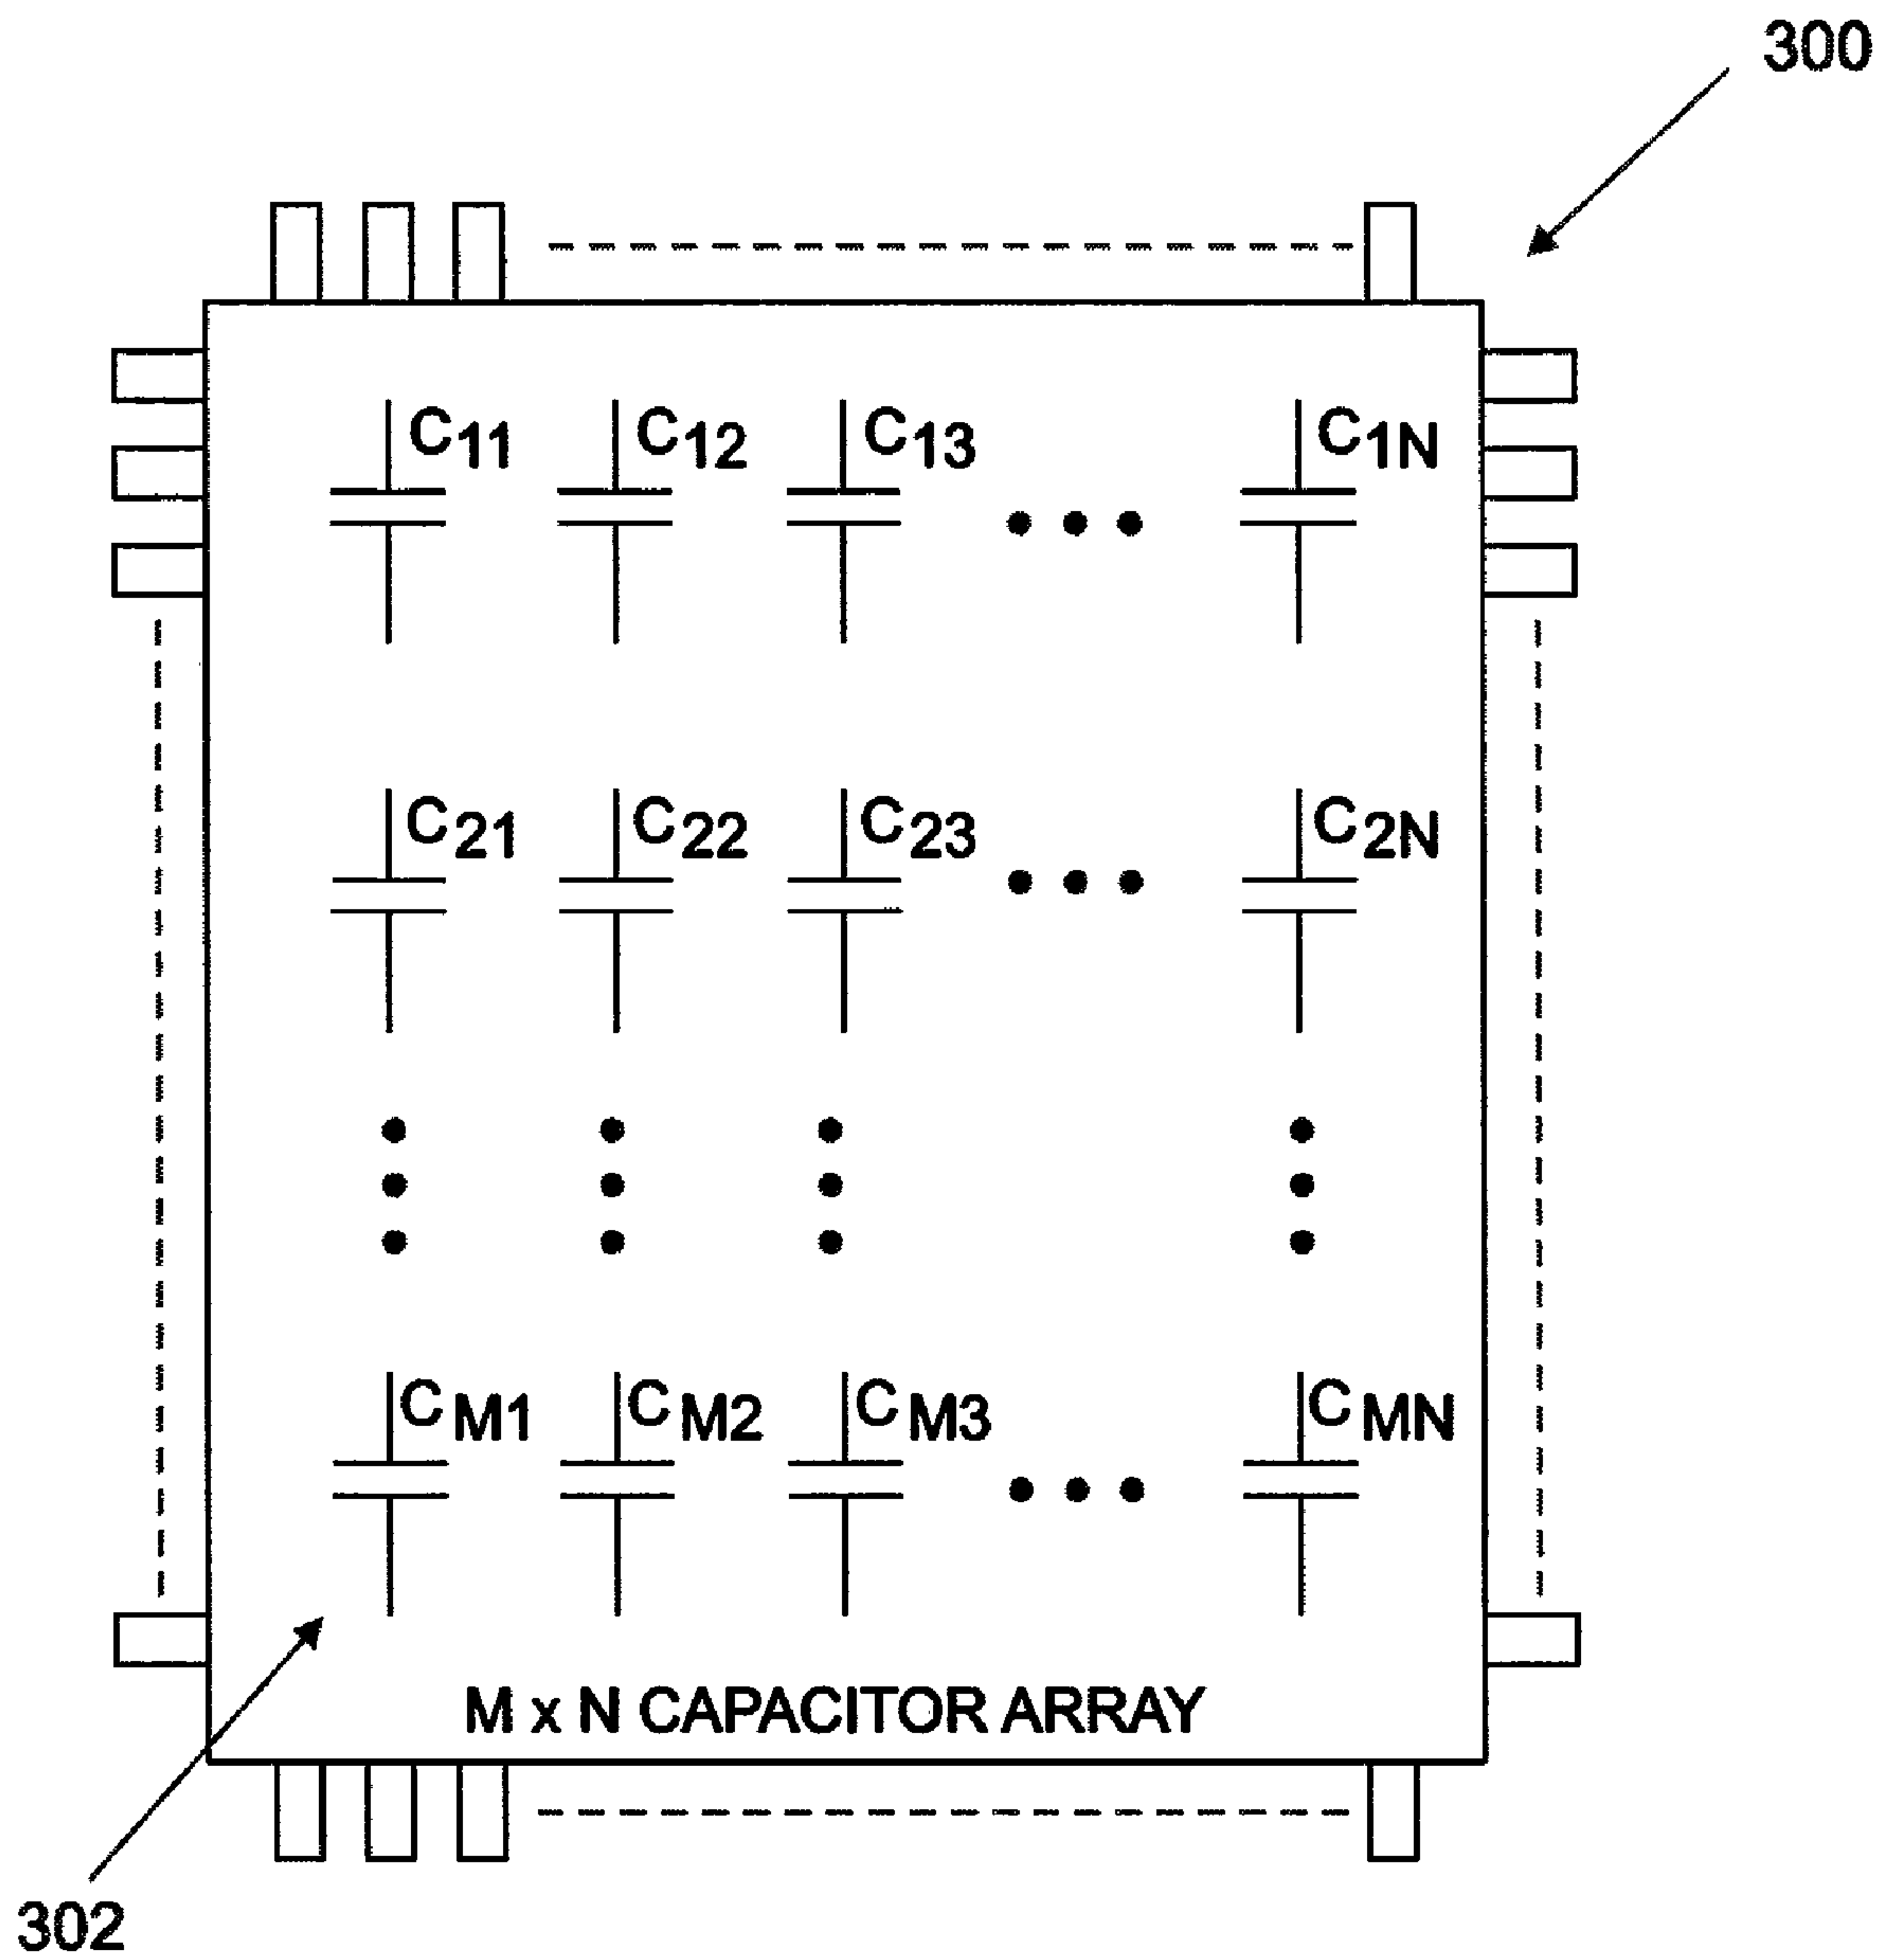 300
C11 C12 C13 C1N
C21 C22 C23 C2N
CM1 CM2 CM3 CMN
M x N CAPACITOR ARRAY
302